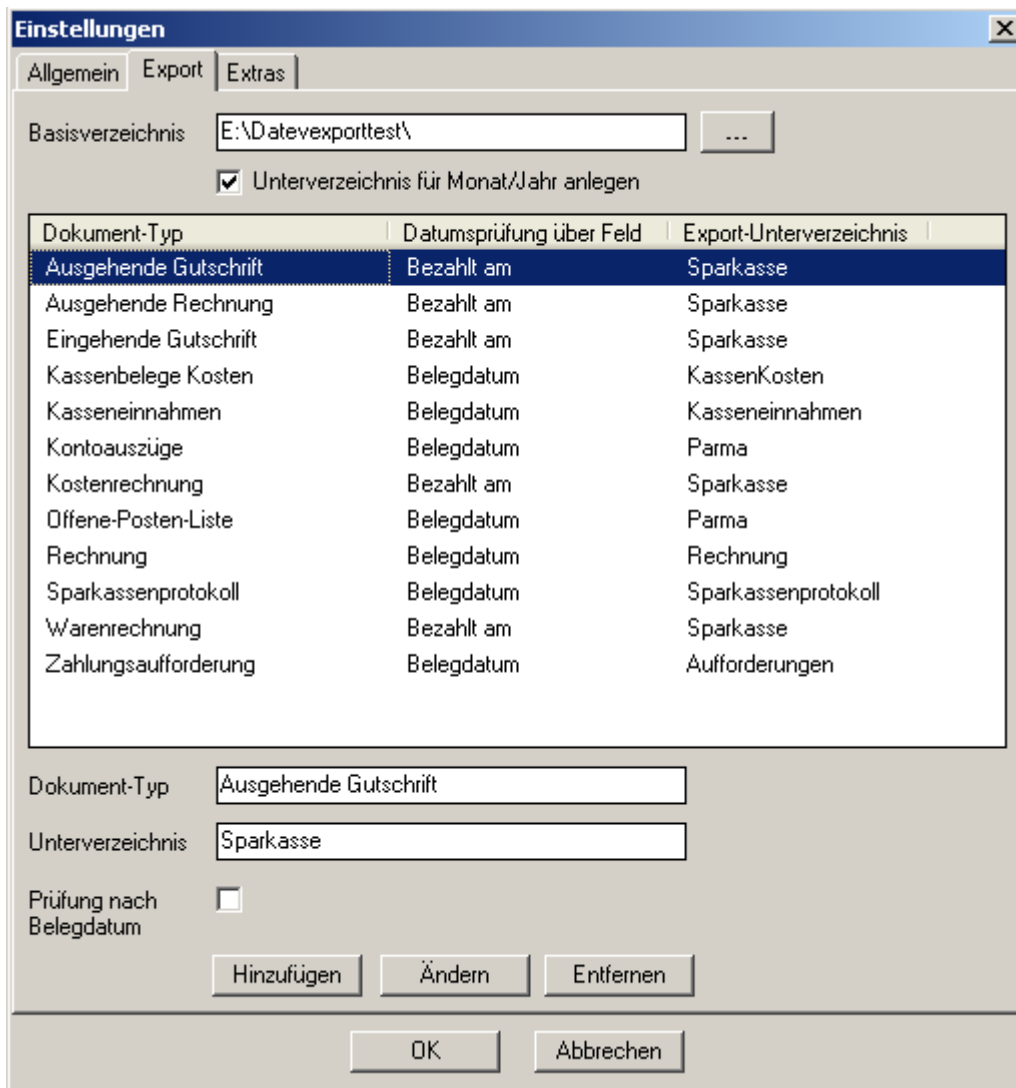 Einstellungen
Allgemein Export Extras
Basisverzeichnis E:\Datevexporttest\ ...
Unterverzeichnis für Monat/Jahr anlegen
Dokument-Typ Datumsprüfung über Feld Export-Unterverzeichnis
Ausgehende Gutschrift Bezahlt am Sparkasse
Ausgehende Rechnung Bezahlt am Sparkasse
Eingehende Gutschrift Bezahlt am Sparkasse
Kassenbelege Kosten Belegdatum KassenKosten
Kasseneinnahmen Belegdatum Kasseneinnahmen
Kontoauszüge Belegdatum Parma
Kostenrechnung Bezahlt am Sparkasse
Offene-Posten-Liste Belegdatum Parma
Rechnung Belegdatum Rechnung
Sparkassenprotokoll Belegdatum Sparkassenprotokoll
Warenrechnung Bezahlt am Sparkasse
Zahlungsaufforderung Belegdatum Aufforderungen
Dokument-Typ Ausgehende Gutschrift
Unterverzeichnis Sparkasse
Prüfung nach
Belegdatum
Hinzufügen Ändern Entfernen
OK Abbrechen